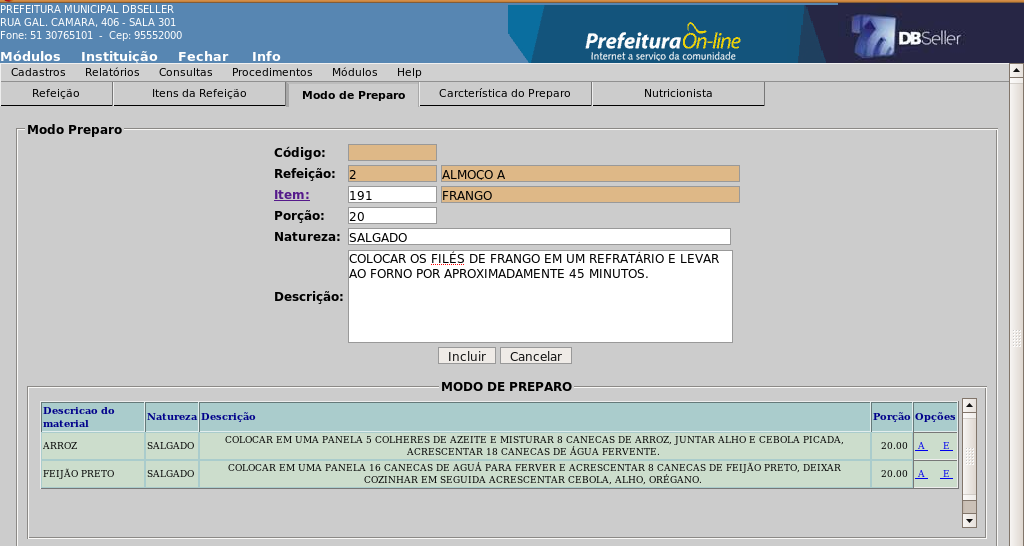 PREFEITURA MUNICIPAL DBSELLER
RUA GAL. CAMARA, 406 - SALA 301
Fone: 51 30765101 - Cep: 95552000
PrefeituraOn-line
Internet a serviço da comunidade
DBSeller
Módulos Instituição Fechar Info
Cadastros Relatórios Consultas Procedimentos Módulos Help
Refeição Itens da Refeição Modo de Preparo Carcterística do Preparo Nutricionista
Modo Preparo
Código:
Refeição: 2 ALMOCO A
Item: 191 FRANGO
Porção: 20
Natureza: SALGADO
COLOCAR OS FILÉS DE FRANGO EM UM REFRATÁRIO E LEVAR
AO FORNO POR APROXIMADAMENTE 45 MINUTOS.
Descrição:
Incluir Cancelar
MODO DE PREPARO
Descricao do
material Natureza Descrição Porção Opções
COLOCAR EM UMA PANELA 5 COLHERES DE AZEITE E MISTURAR 8 CANECAS DE ARROZ, JUNTAR ALHO E CEBOLA PICADA,
ARROZ SALGADO ACRESCENTAR 18 CANECAS DE ÁGUA FERVENTE. 20.00 A E
COLOCAR EM UMA PANELA 16 CANECAS DE AGUÁ PARA FERVER E ACRESCENTAR 8 CANECAS DE FEIJÃO PRETO, DEIXAR
FEIJÃO PRETO SALGADO COZINHAR EM SEGUIDA ACRESCENTAR CEBOLA, ALHO, ORÉGANO. 20.00 A E